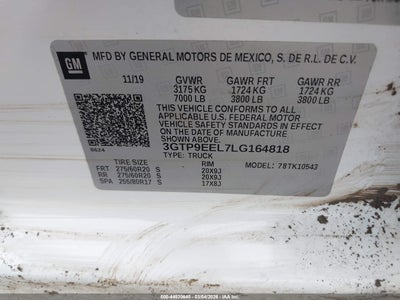 GM
MFD BY GENERAL MOTORS DE MEXICO, S. DE R.L. DE C.V.
11/19 GVWR GAWR FRT GAWR RR
3175 KG 1724 KG 1724 KG
7000 LB 3800 LB 3800 LB
THIS VEHICLE CONFORMS TO ALL
APPLICABLE U.S. FEDERAL MOTOR
VEHICLE SAFETY STANDARDS IN
EFFECT ON THE DATE OF
MANUFACTURE SHOWN ABOVE.
3GTP9EEL7LG164818
TYPE: TRUCK
TIRE SIZE RIM 78TK10543
FRT 275/60R20 S 20X9J
RR 275/60R20 S 20X9J
SPA 255/80R17 S 17X8J